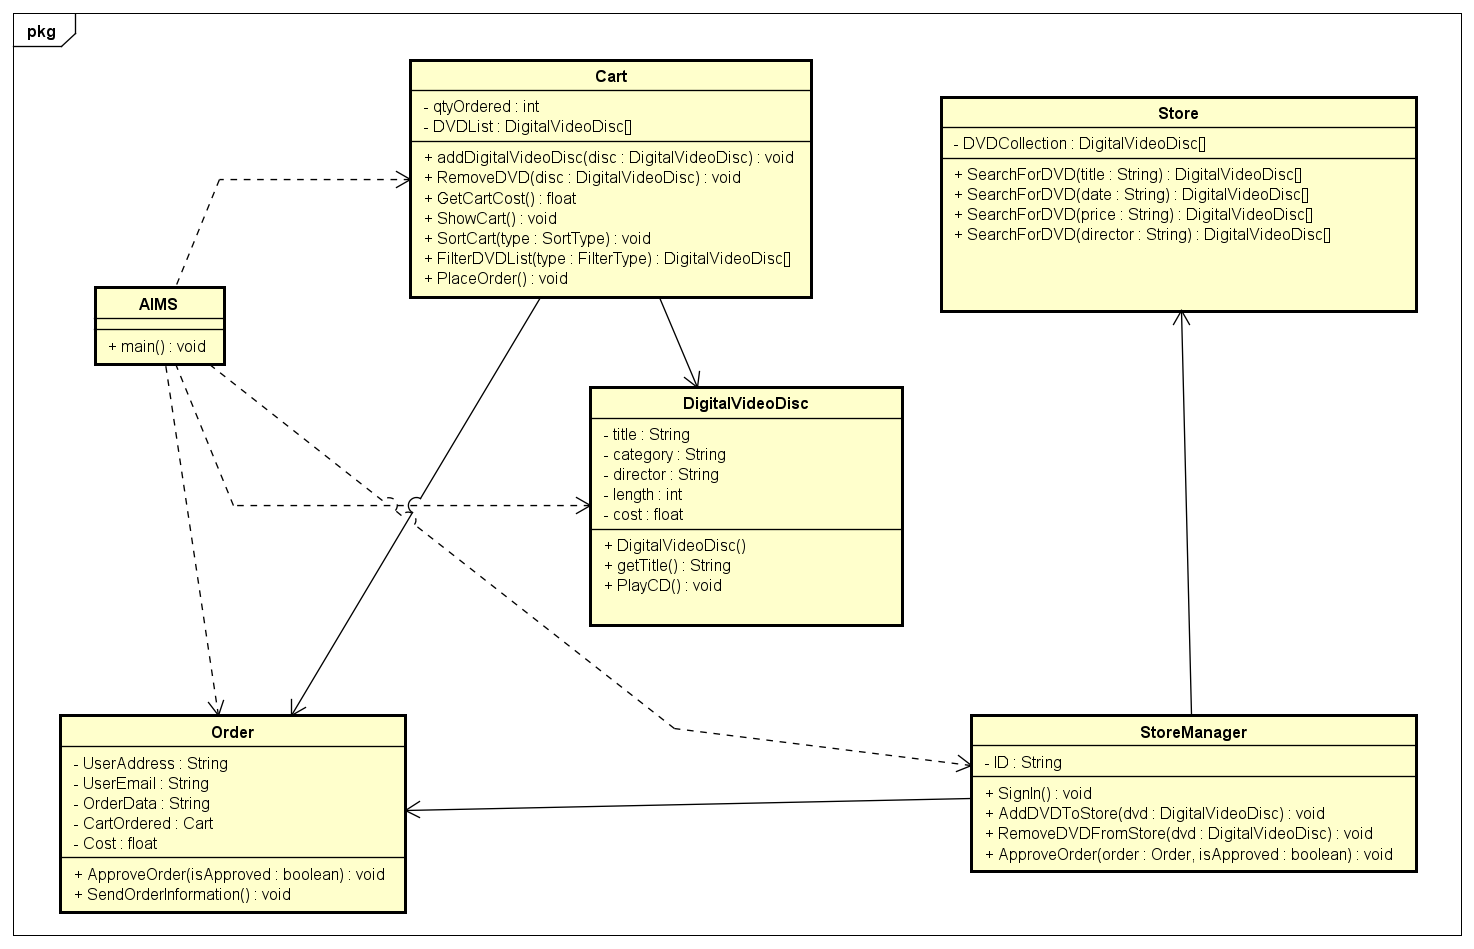 pkg
Cart
- qtyOrdered : int
- DVDList : DigitalVideoDisc[]
+ addDigitalVideoDisc(disc : DigitalVideoDisc) : void
+ RemoveDVD(disc : DigitalVideoDisc) : void
+ GetCartCost() : float
+ ShowCart() : void
+ SortCart(type : SortType) : void
+ FilterDVDList(type : FilterType) : DigitalVideoDisc[]
+ PlaceOrder() : void
Store
- DVDCollection : DigitalVideoDisc[]
+ SearchForDVD(title : String) : DigitalVideoDisc[]
+ SearchForDVD(date : String) : DigitalVideoDisc[]
+ SearchForDVD(price : String) : DigitalVideoDisc[]
+ SearchForDVD(director : String) : DigitalVideoDisc[]
AIMS
+ main() : void
DigitalVideoDisc
- title : String
- category : String
- director : String
- length : int
- cost : float
+ DigitalVideoDisc()
+ getTitle() : String
+ PlayCD() : void
Order
- UserAddress : String
- UserEmail : String
- OrderData : String
- CartOrdered : Cart
- Cost : float
+ ApproveOrder(isApproved : boolean) : void
+ SendOrderInformation() : void
StoreManager
- ID : String
+ SignIn() : void
+ AddDVDToStore(dvd : DigitalVideoDisc) : void
+ RemoveDVDFromStore(dvd : DigitalVideoDisc) : void
+ ApproveOrder(order : Order, isApproved : boolean) : void